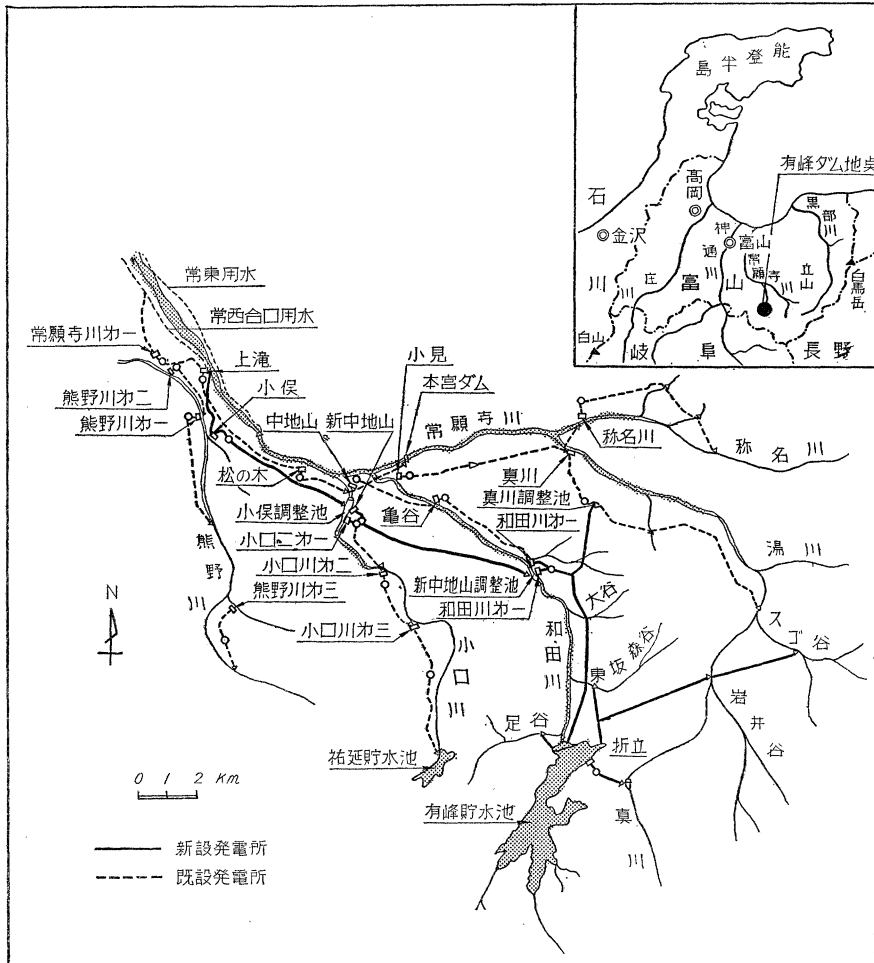 能登半島
有峰ダム地点
石川
高岡
金沢
神通川
富山
黒部川
常願寺川
立山
白馬岳
庄川
富山
白山
岐阜
長野
常東用水
常西合口用水
常願寺川第一
上滝
小見
熊野川第二
小俣
本宮ダム
熊野川第一
中地山
新中地山
常願寺川
称名川
称名川
松の木
真川
小俣調整池
亀谷
真川調整池
小口川第一
和田川第一
湯川
小口川第二
熊野川
熊野川第三
新中地山調整池
大谷
N
和田川第一
スゴ谷
小口川第三
小口川
和田川
東坂森谷
岩井谷
足谷
折立
祐延貯水池
0 1 2 Km
有峰貯水池
真川
新設発電所
既設発電所